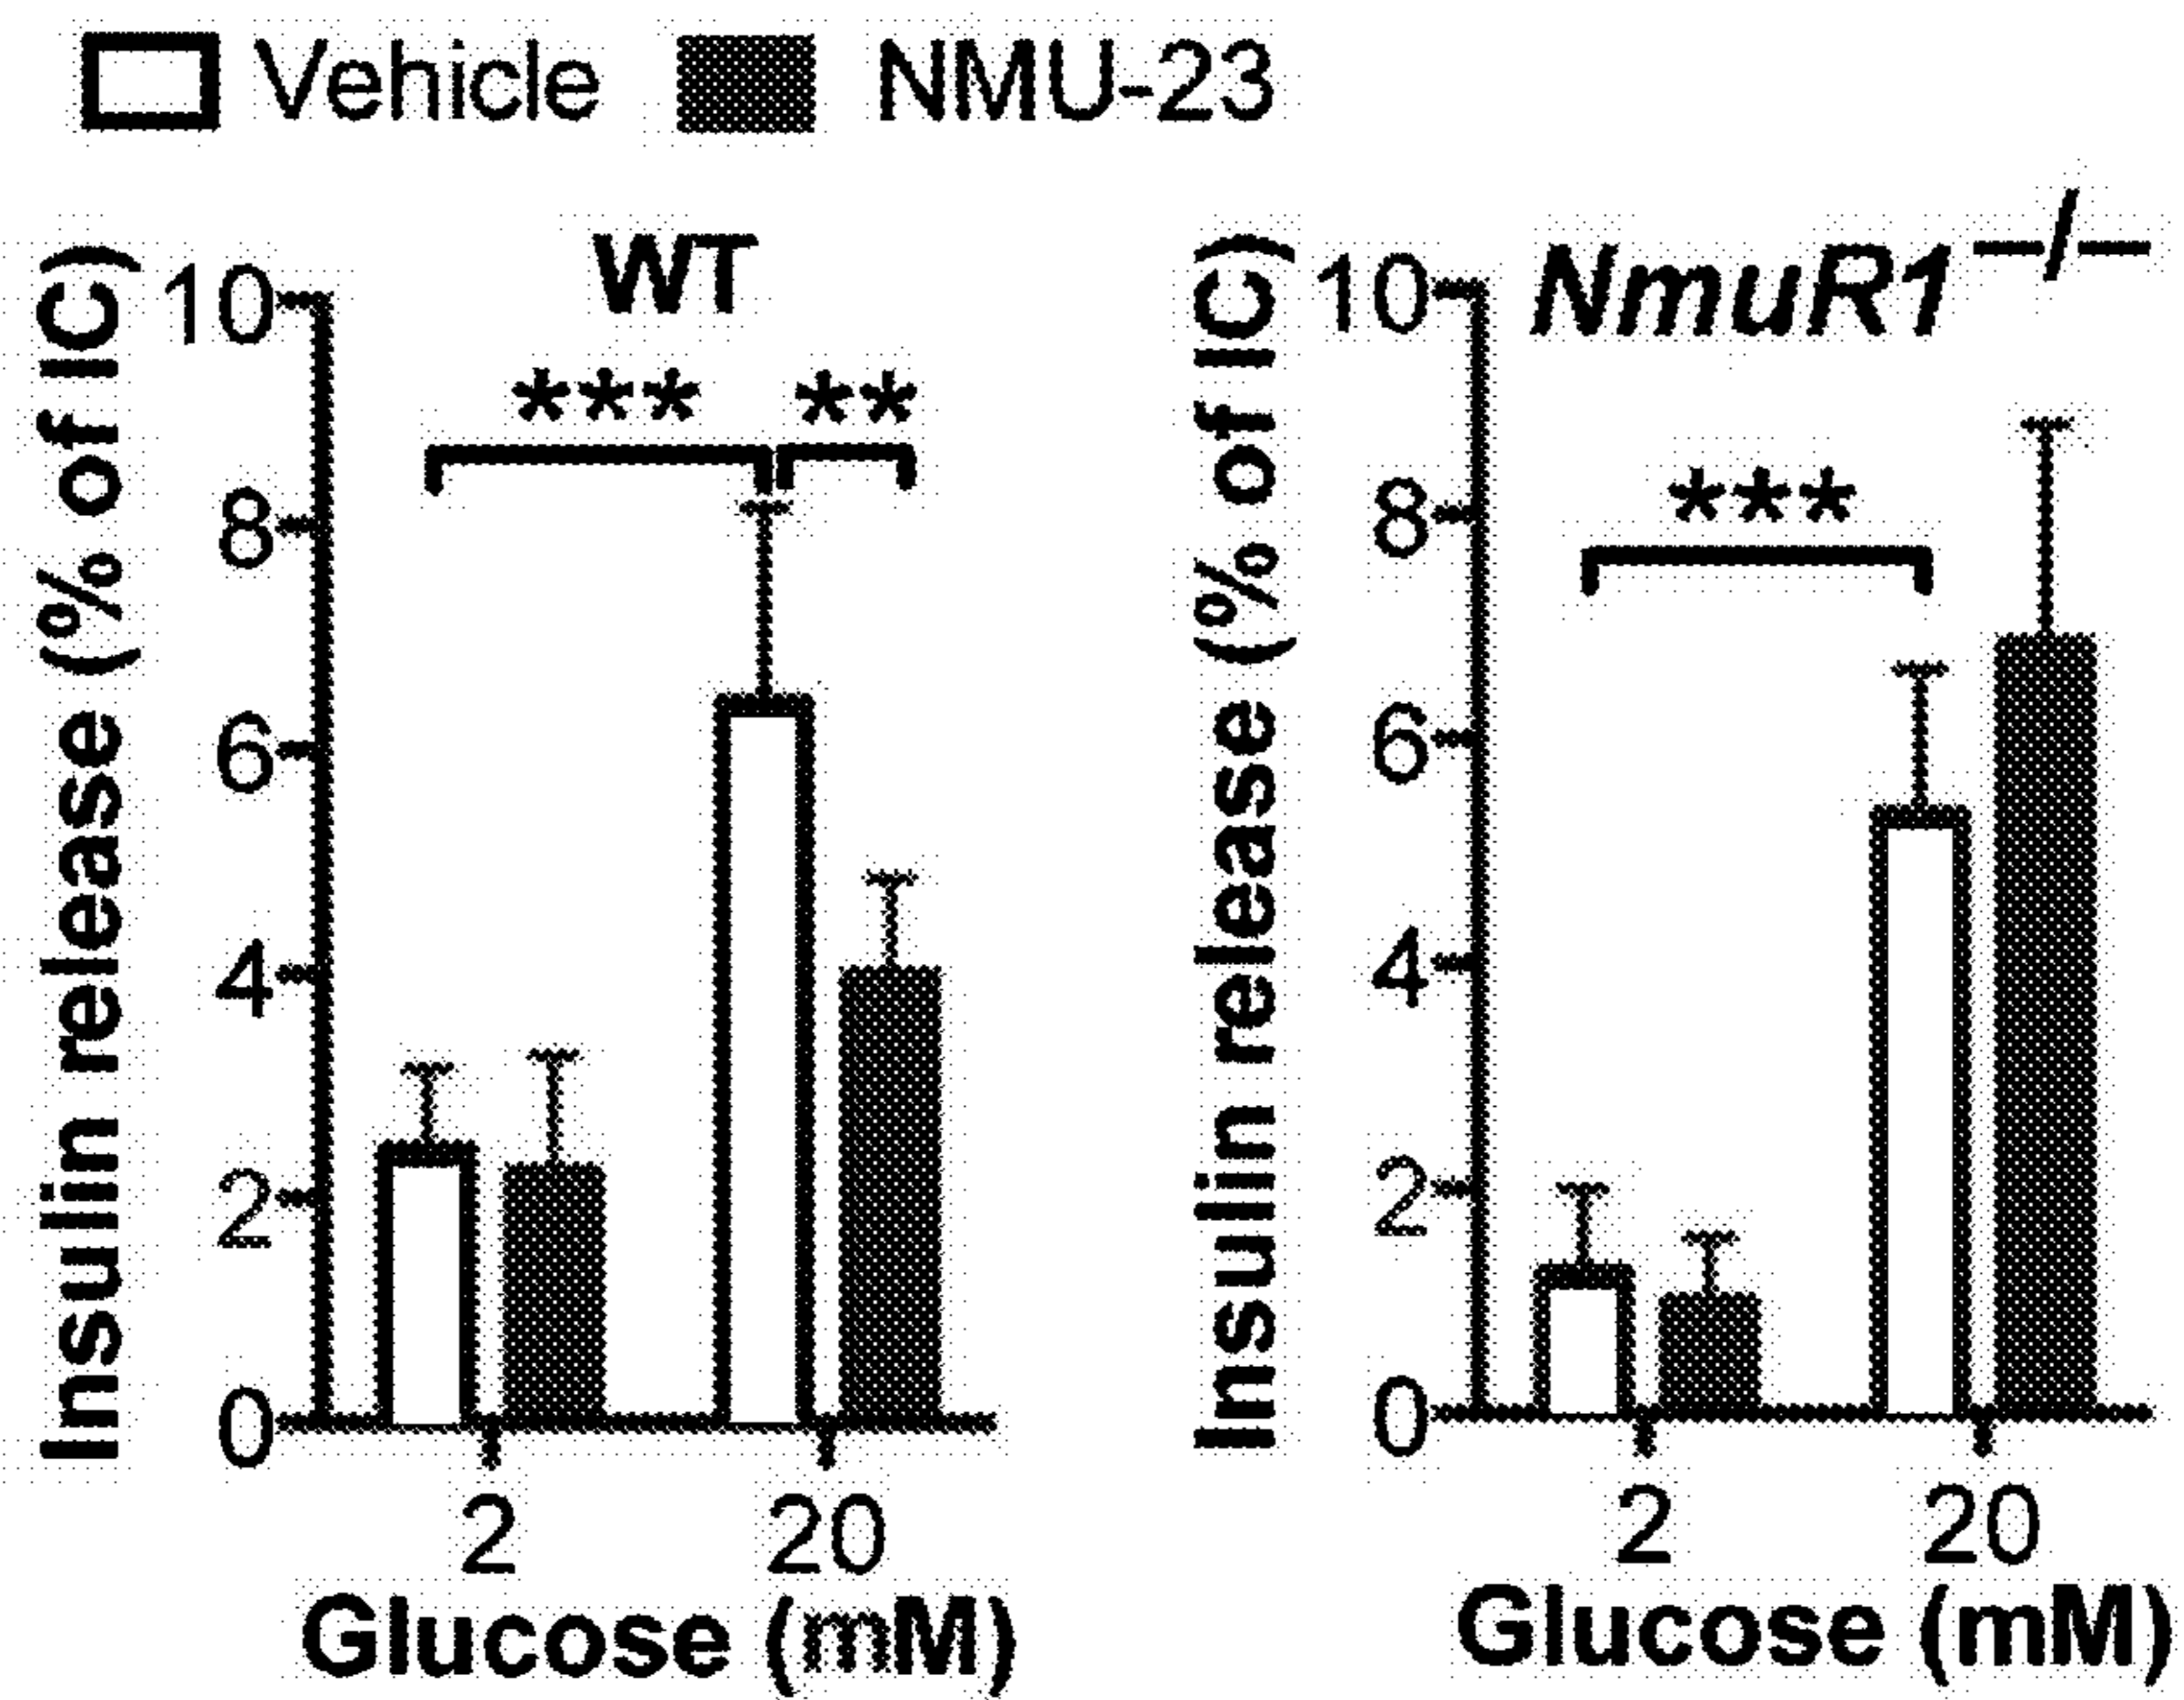 Vehicle NMU-23
WT
Insulin release (% of IC)
10
8
6
4
2
0
*** **
2 20
Glucose (mM)
NmuR1−/−
Insulin release (% of IC)
10
8
6
4
2
0
***
2 20
Glucose (mM)